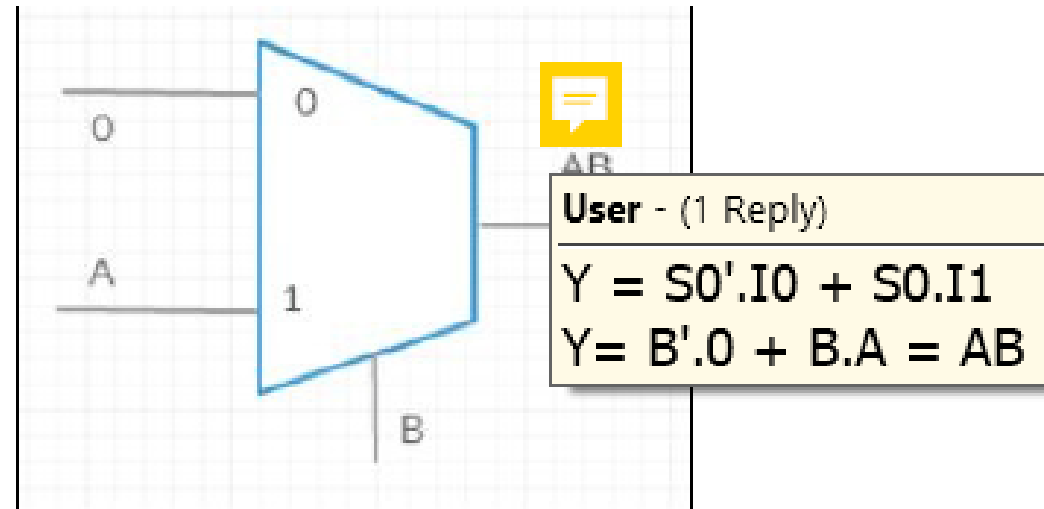 0
0
AB
User - (1 Reply)
Y = S0'.I0 + S0.I1
Y= B'.0 + B.A = AB
A
1
B